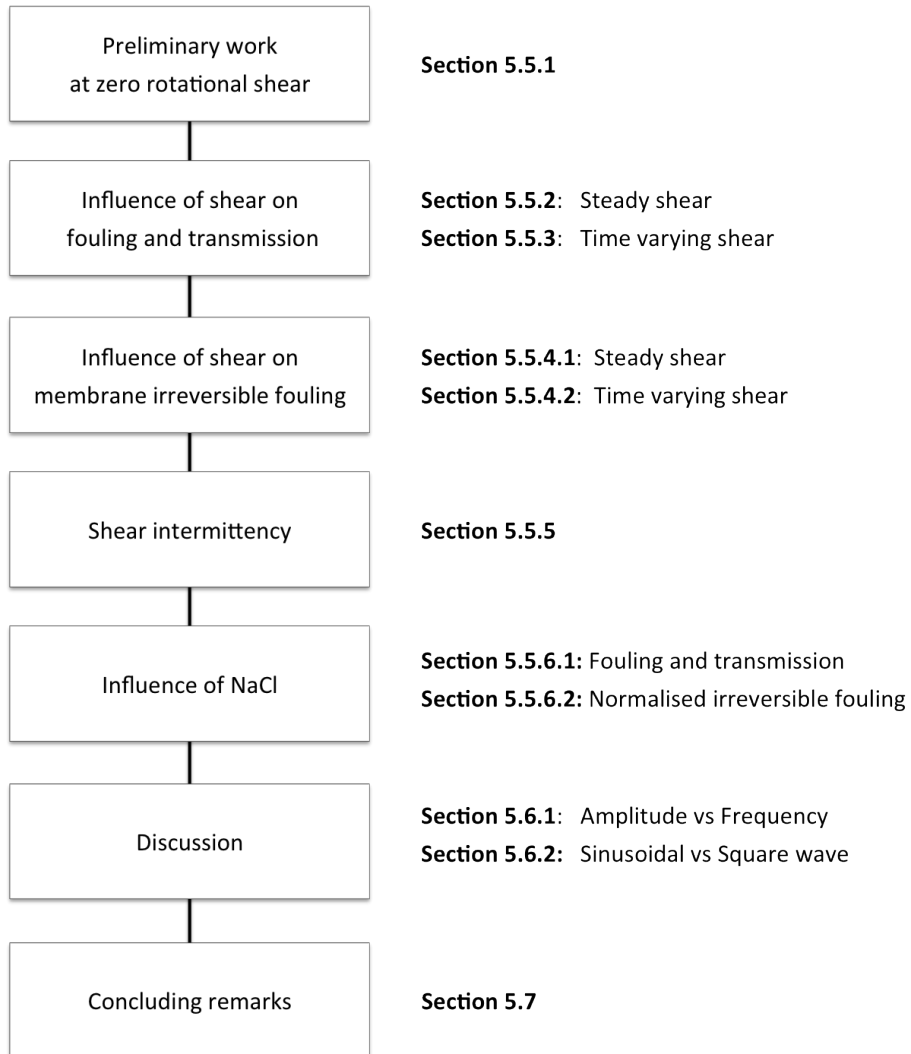 Preliminary work
at zero rotational shear
Section 5.5.1
Influence of shear on
fouling and transmission
Section 5.5.2: Steady shear
Section 5.5.3: Time varying shear
Influence of shear on
membrane irreversible fouling
Section 5.5.4.1: Steady shear
Section 5.5.4.2: Time varying shear
Shear intermittency
Section 5.5.5
Influence of NaCl
Section 5.5.6.1: Fouling and transmission
Section 5.5.6.2: Normalised irreversible fouling
Discussion
Section 5.6.1: Amplitude vs Frequency
Section 5.6.2: Sinusoidal vs Square wave
Concluding remarks
Section 5.7